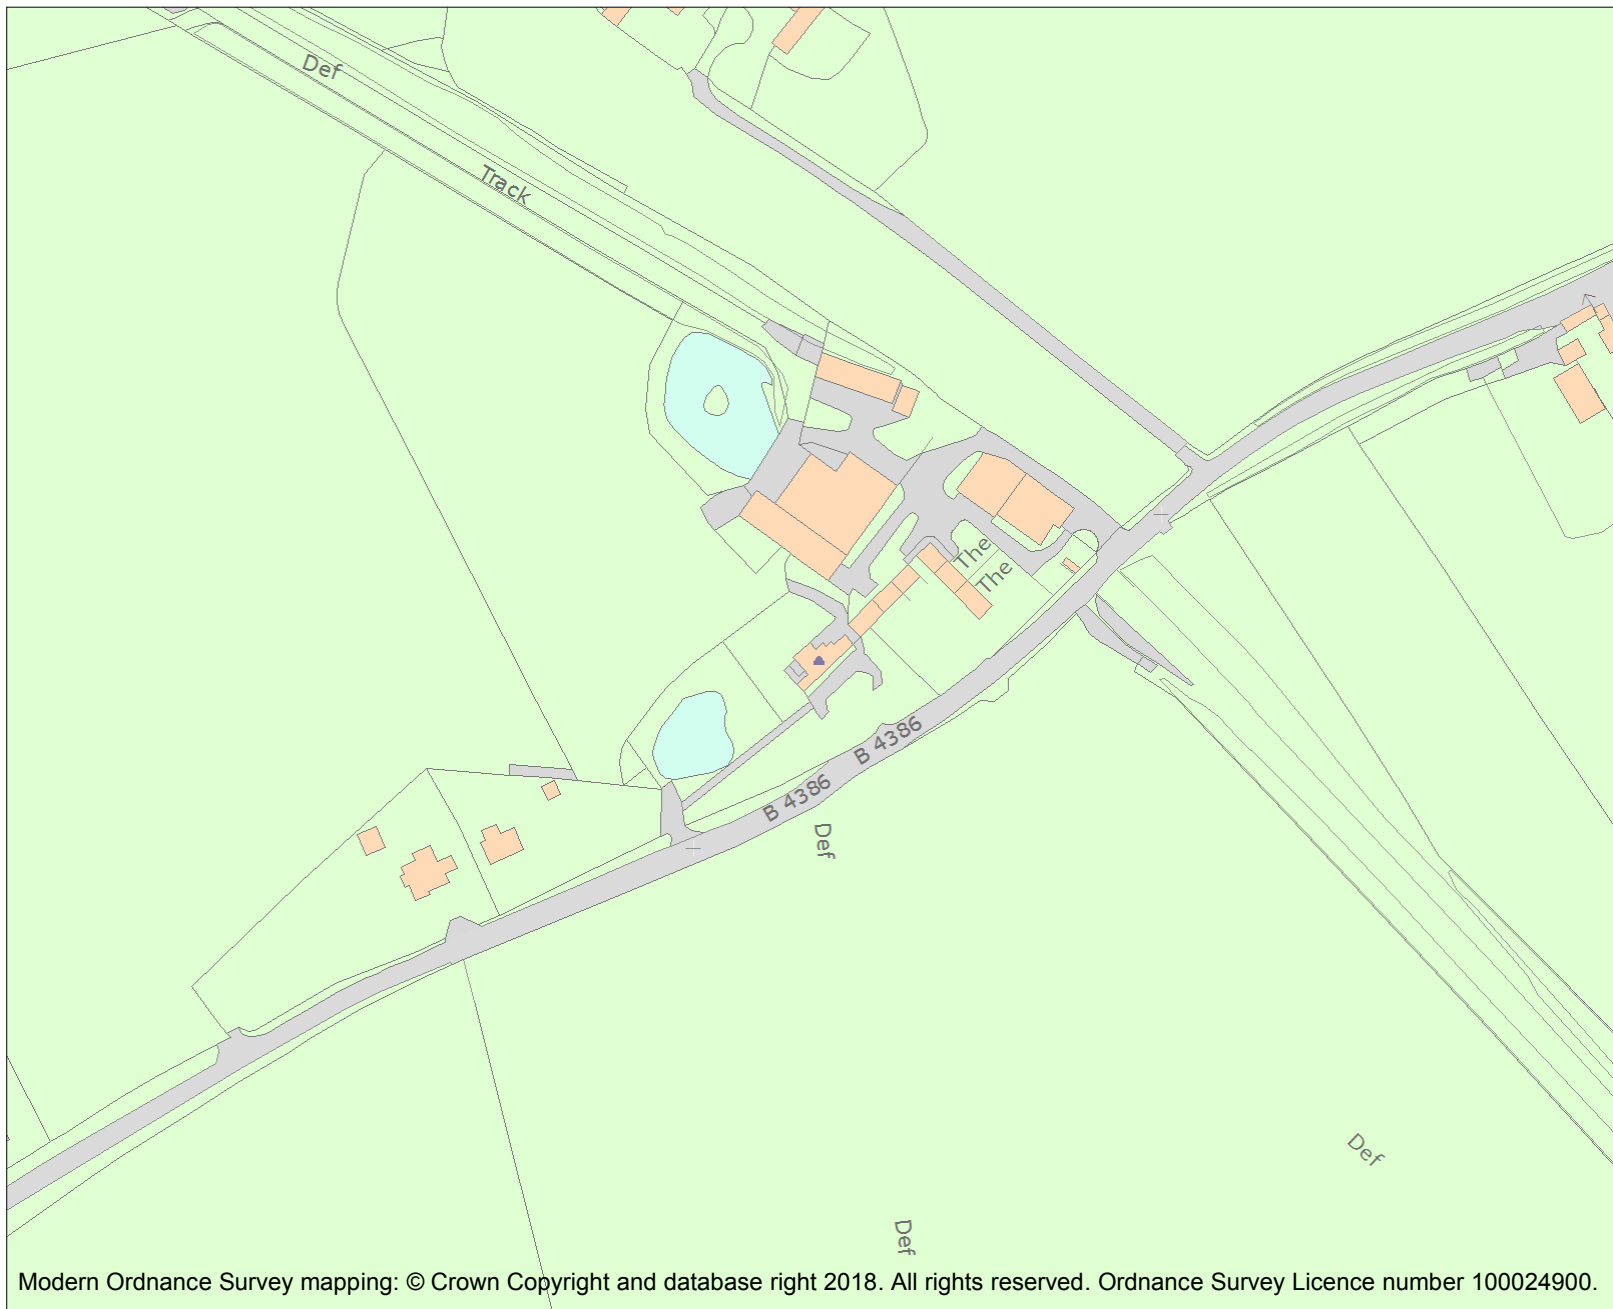 Def
Track
The
The
B 4386
B 4386
Def
Def
Def
Modern Ordnance Survey mapping: © Crown Copyright and database right 2018. All rights reserved. Ordnance Survey Licence number 100024900.